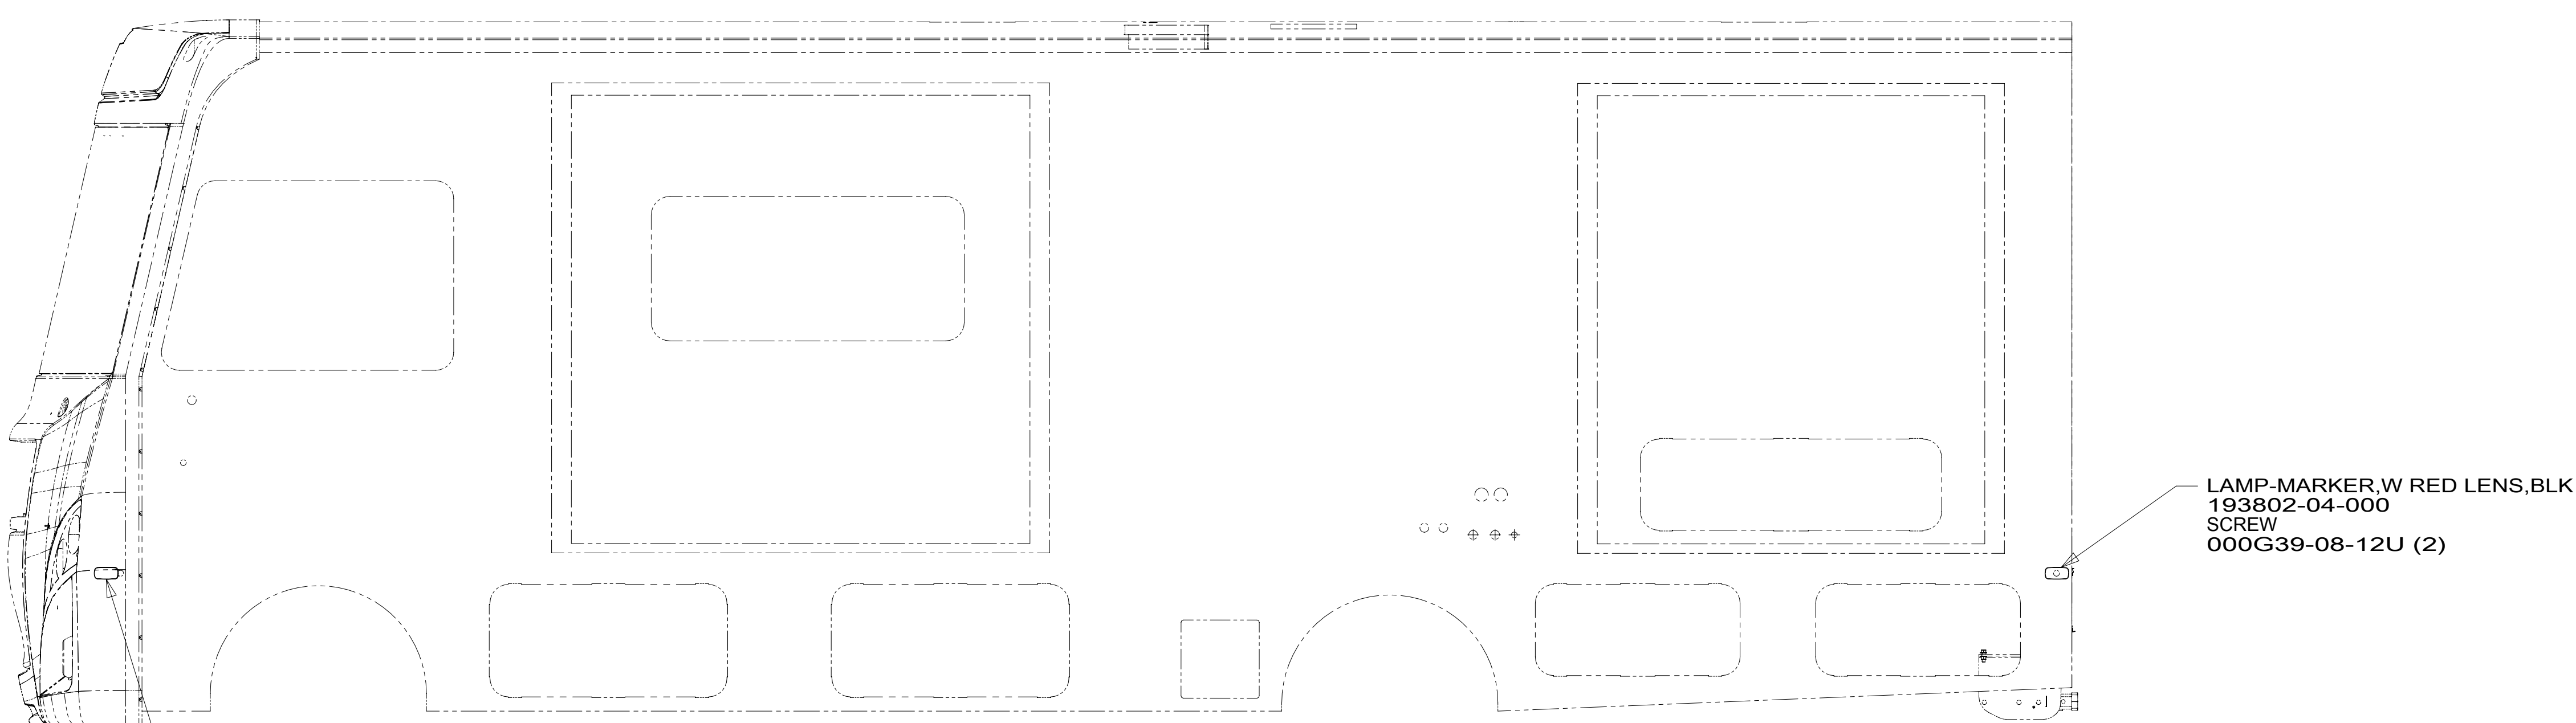 LAMP-MARKER,W RED LENS,BLK
193802-04-000
SCREW
000G39-08-12U (2)